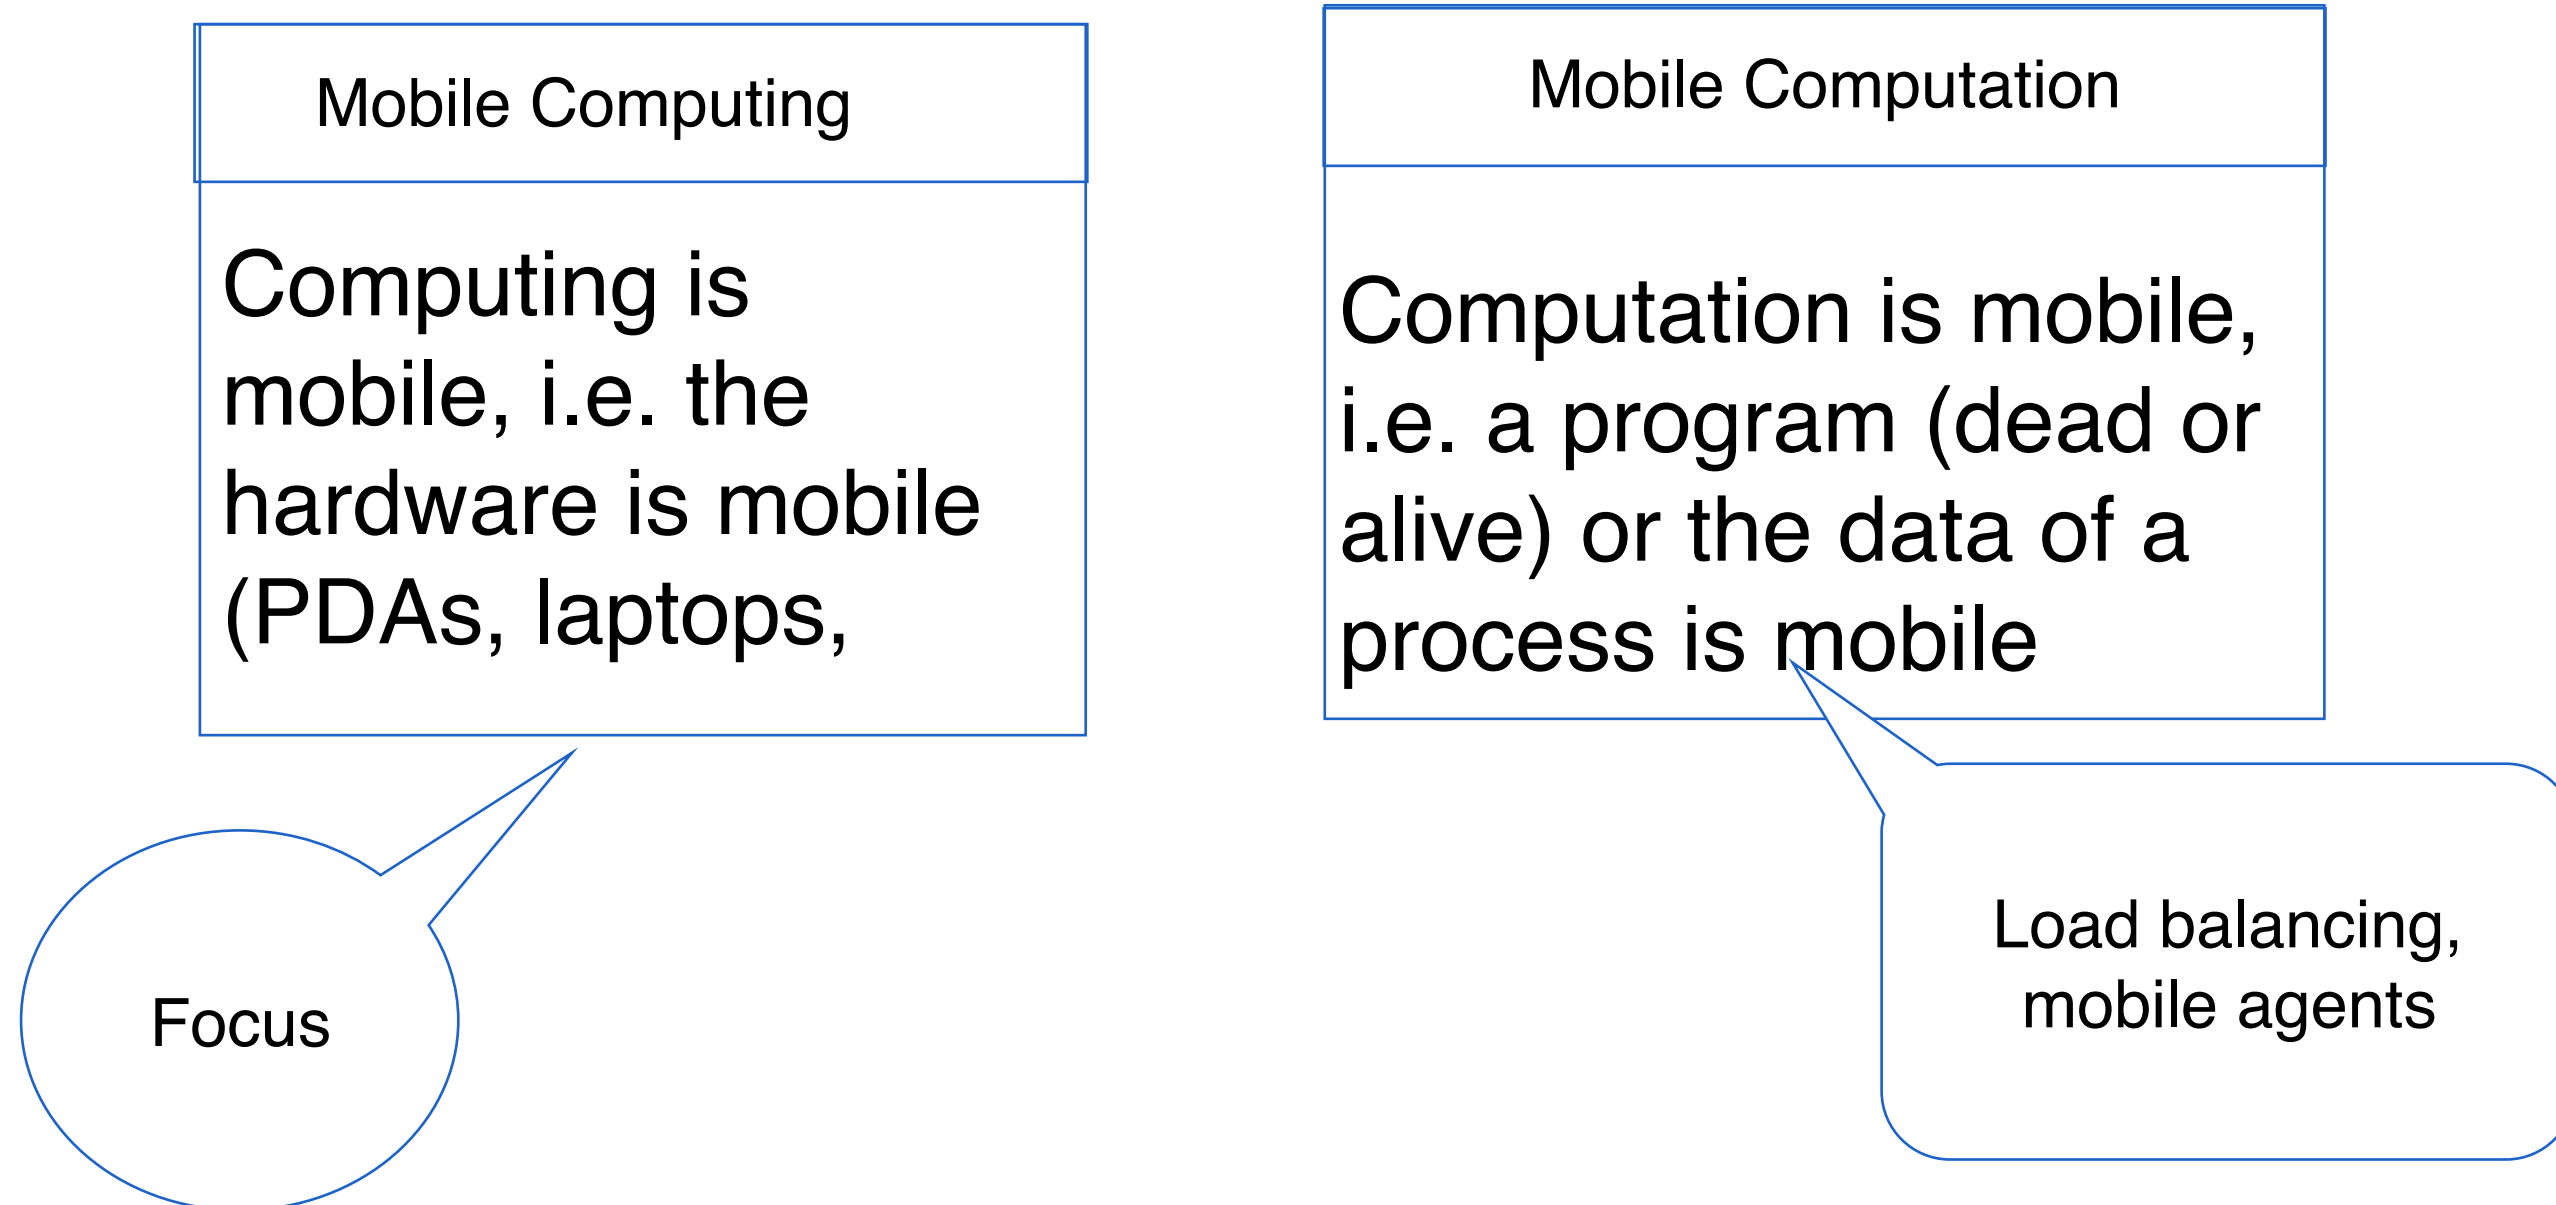 Mobile Computing
Computing is
mobile, i.e. the
hardware is mobile
(PDAs, laptops,
Focus
Mobile Computation
Computation is mobile,
i.e. a program (dead or
alive) or the data of a
process is mobile
Load balancing,
mobile agents